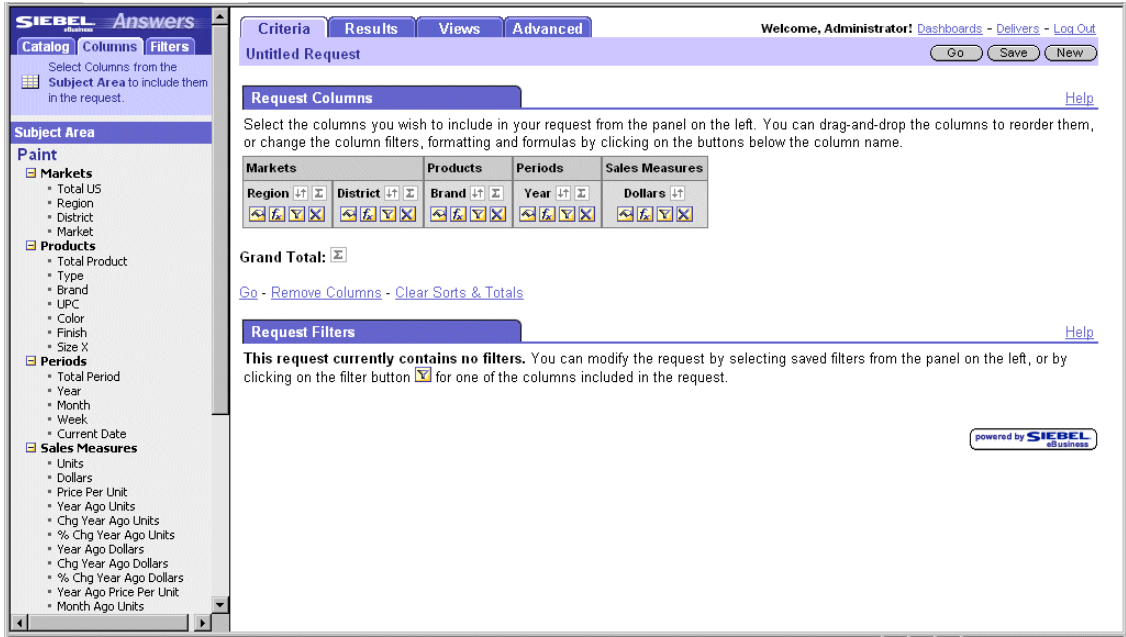 SIEBEL Answers
eBusiness
Catalog Columns Filters
Select Columns from the
Subject Area to include them
in the request.
Subject Area
Paint
Markets
Total US
Region
District
Market
Products
Total Product
Type
Brand
UPC
Color
Finish
Size X
Periods
Total Period
Year
Month
Week
Current Date
Sales Measures
Units
Dollars
Price Per Unit
Year Ago Units
Chg Year Ago Units
% Chg Year Ago Units
Year Ago Dollars
Chg Year Ago Dollars
% Chg Year Ago Dollars
Year Ago Price Per Unit
Month Ago Units
Criteria Results Views Advanced
Welcome, Administrator! Dashboards - Delivers - Log Out
Untitled Request
Go Save New
Request Columns
Help
Select the columns you wish to include in your request from the panel on the left. You can drag-and-drop the columns to reorder them,
or change the column filters, formatting and formulas by clicking on the buttons below the column name.
Markets Products Periods Sales Measures
Region Σ District Σ Brand Σ Year Σ Dollars
fx fx fx fx fx
Grand Total: Σ
Go - Remove Columns - Clear Sorts & Totals
Request Filters
Help
This request currently contains no filters. You can modify the request by selecting saved filters from the panel on the left, or by
clicking on the filter button for one of the columns included in the request.
powered by SIEBEL
eBusiness